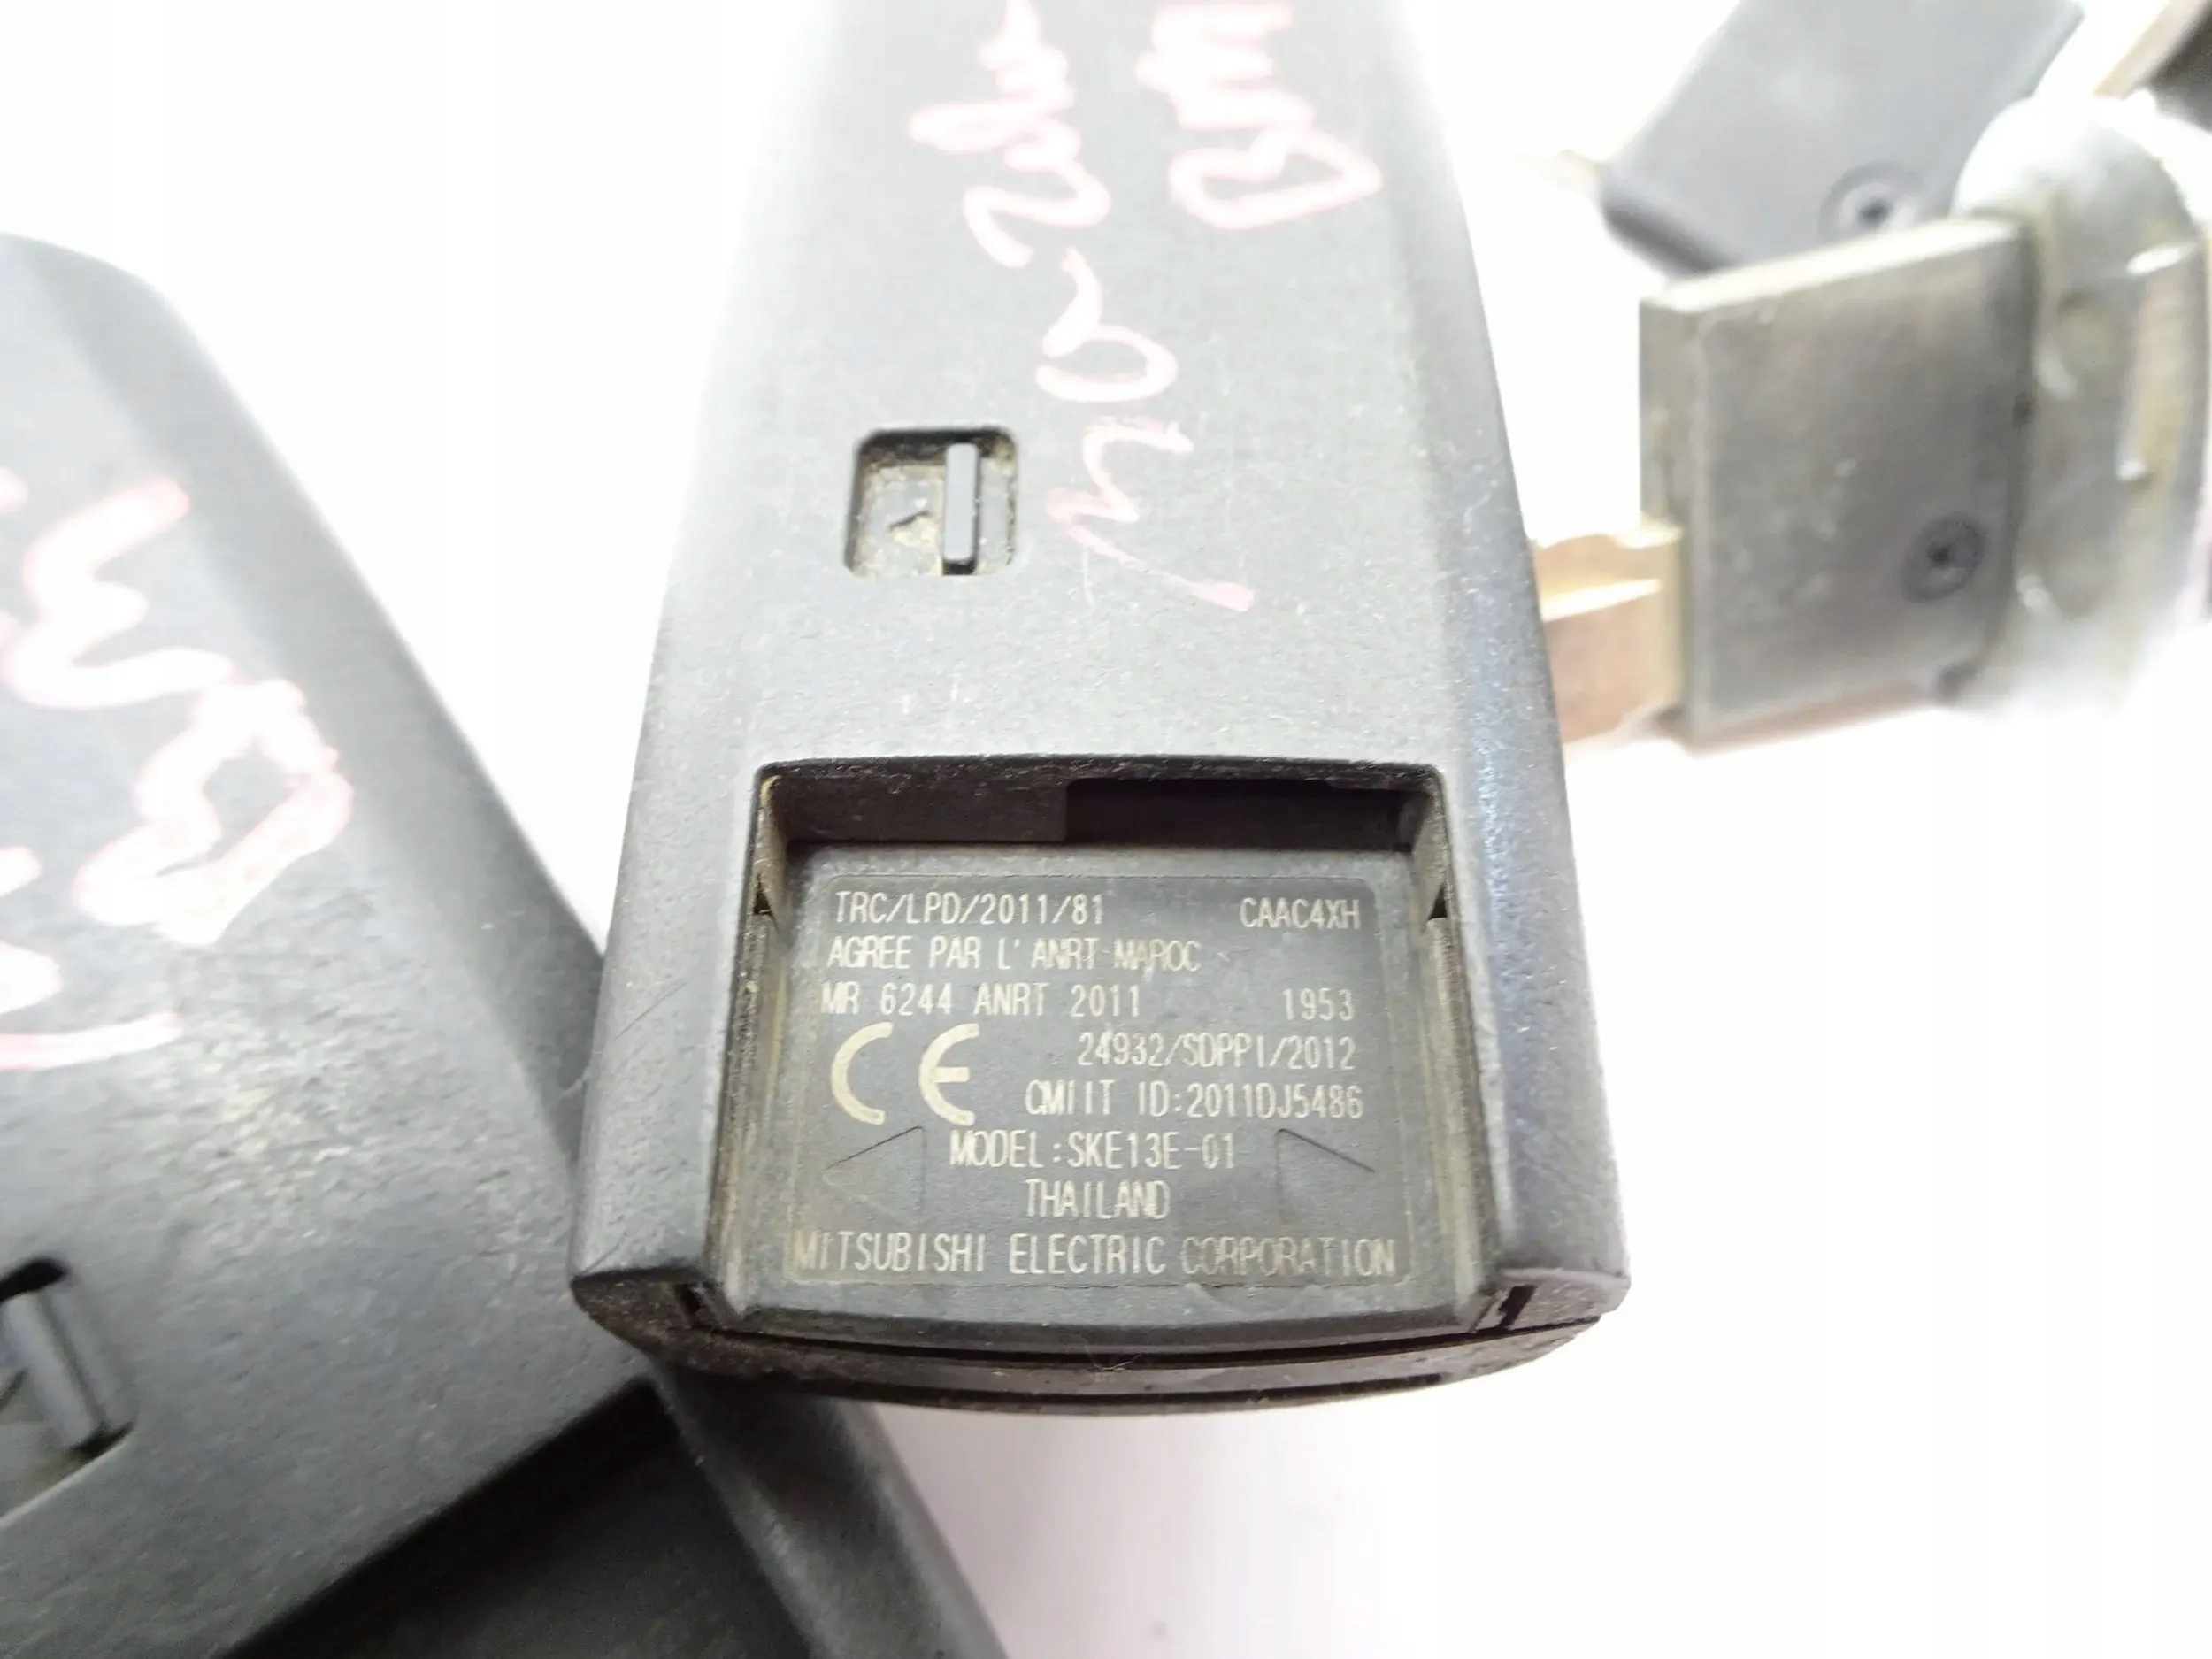 TRC/LPD/2011/81 CAAC4XH
AGREE PAR L' ANRT MAROC
MR 6244 ANRT 2011 1953
CE 24932/SDPPI/2012
CMIIT ID:2011DJ5486
MODEL:SKE13E-01
THAILAND
MITSUBISHI ELECTRIC CORPORATION